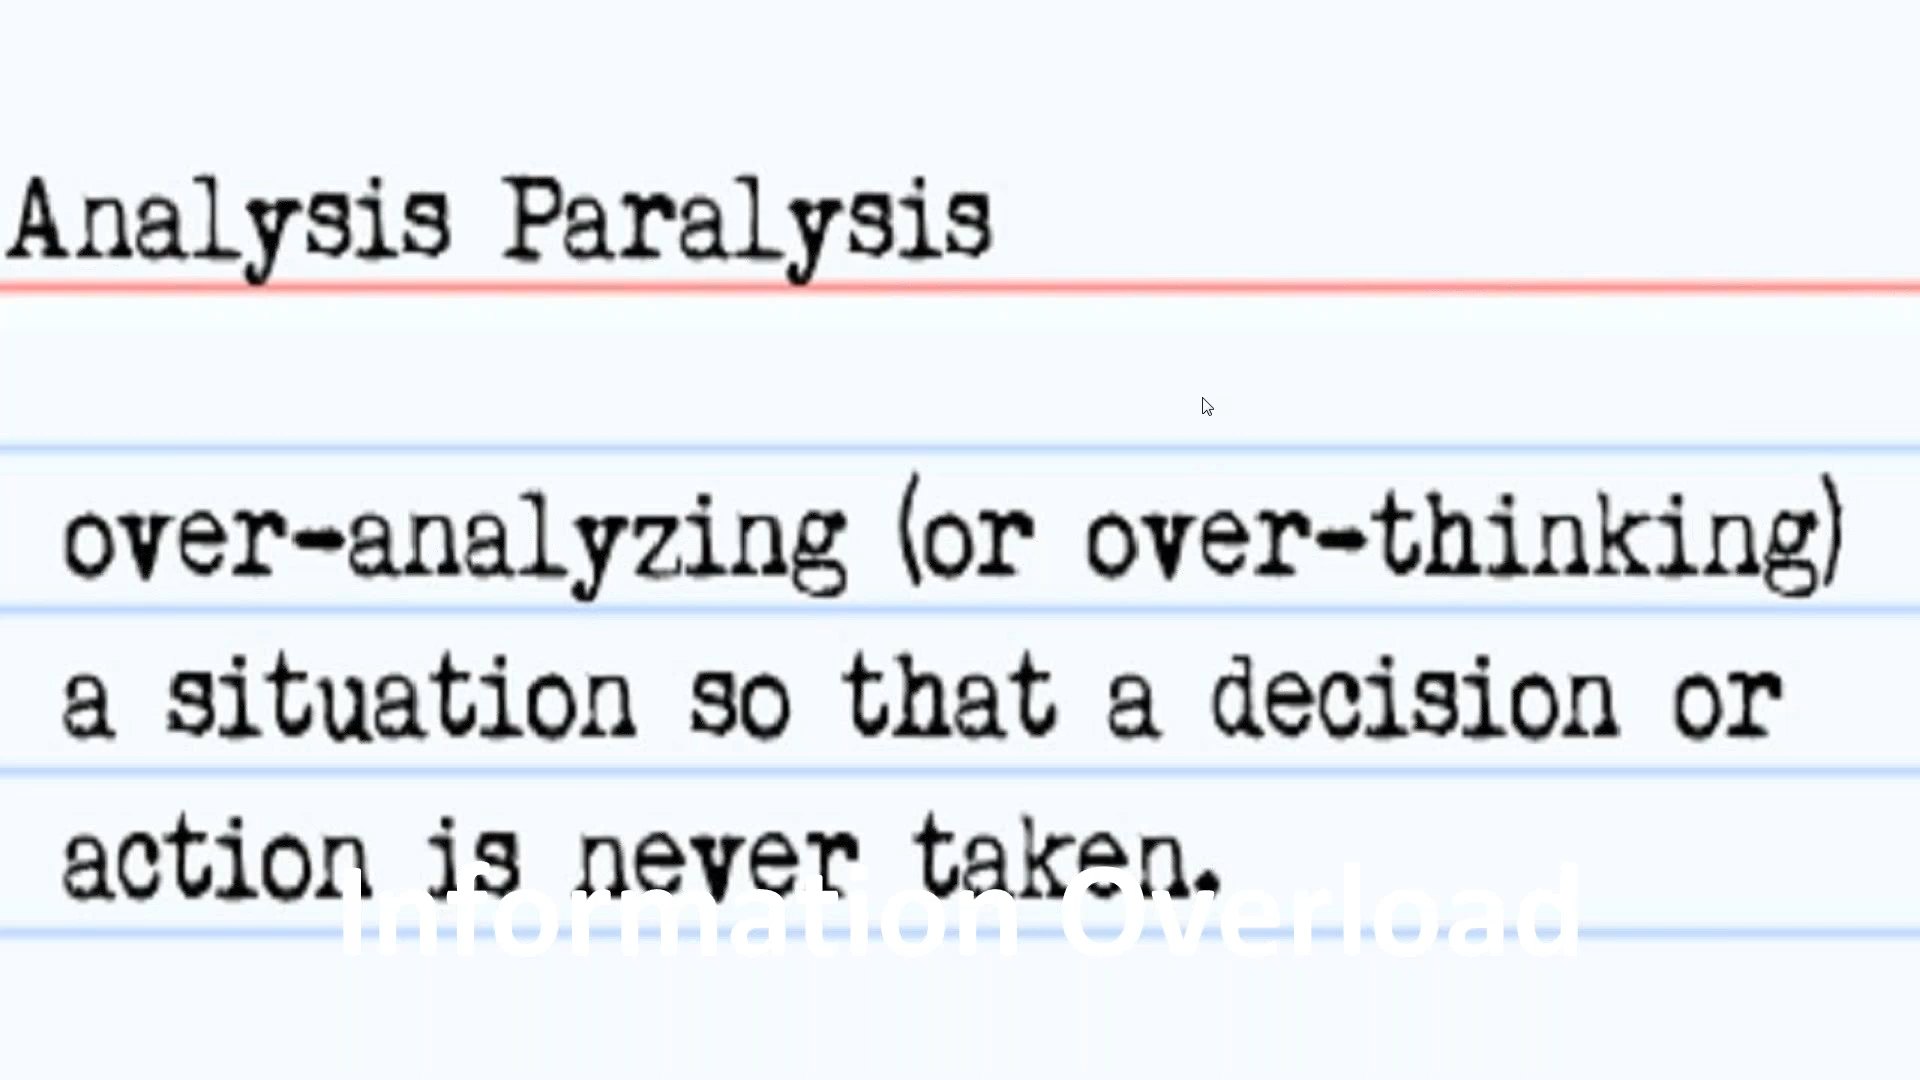 Analysis Paralysis
over-analyzing (or over-thinking)
a situation so that a decision or
action is never taken.
Information Overload